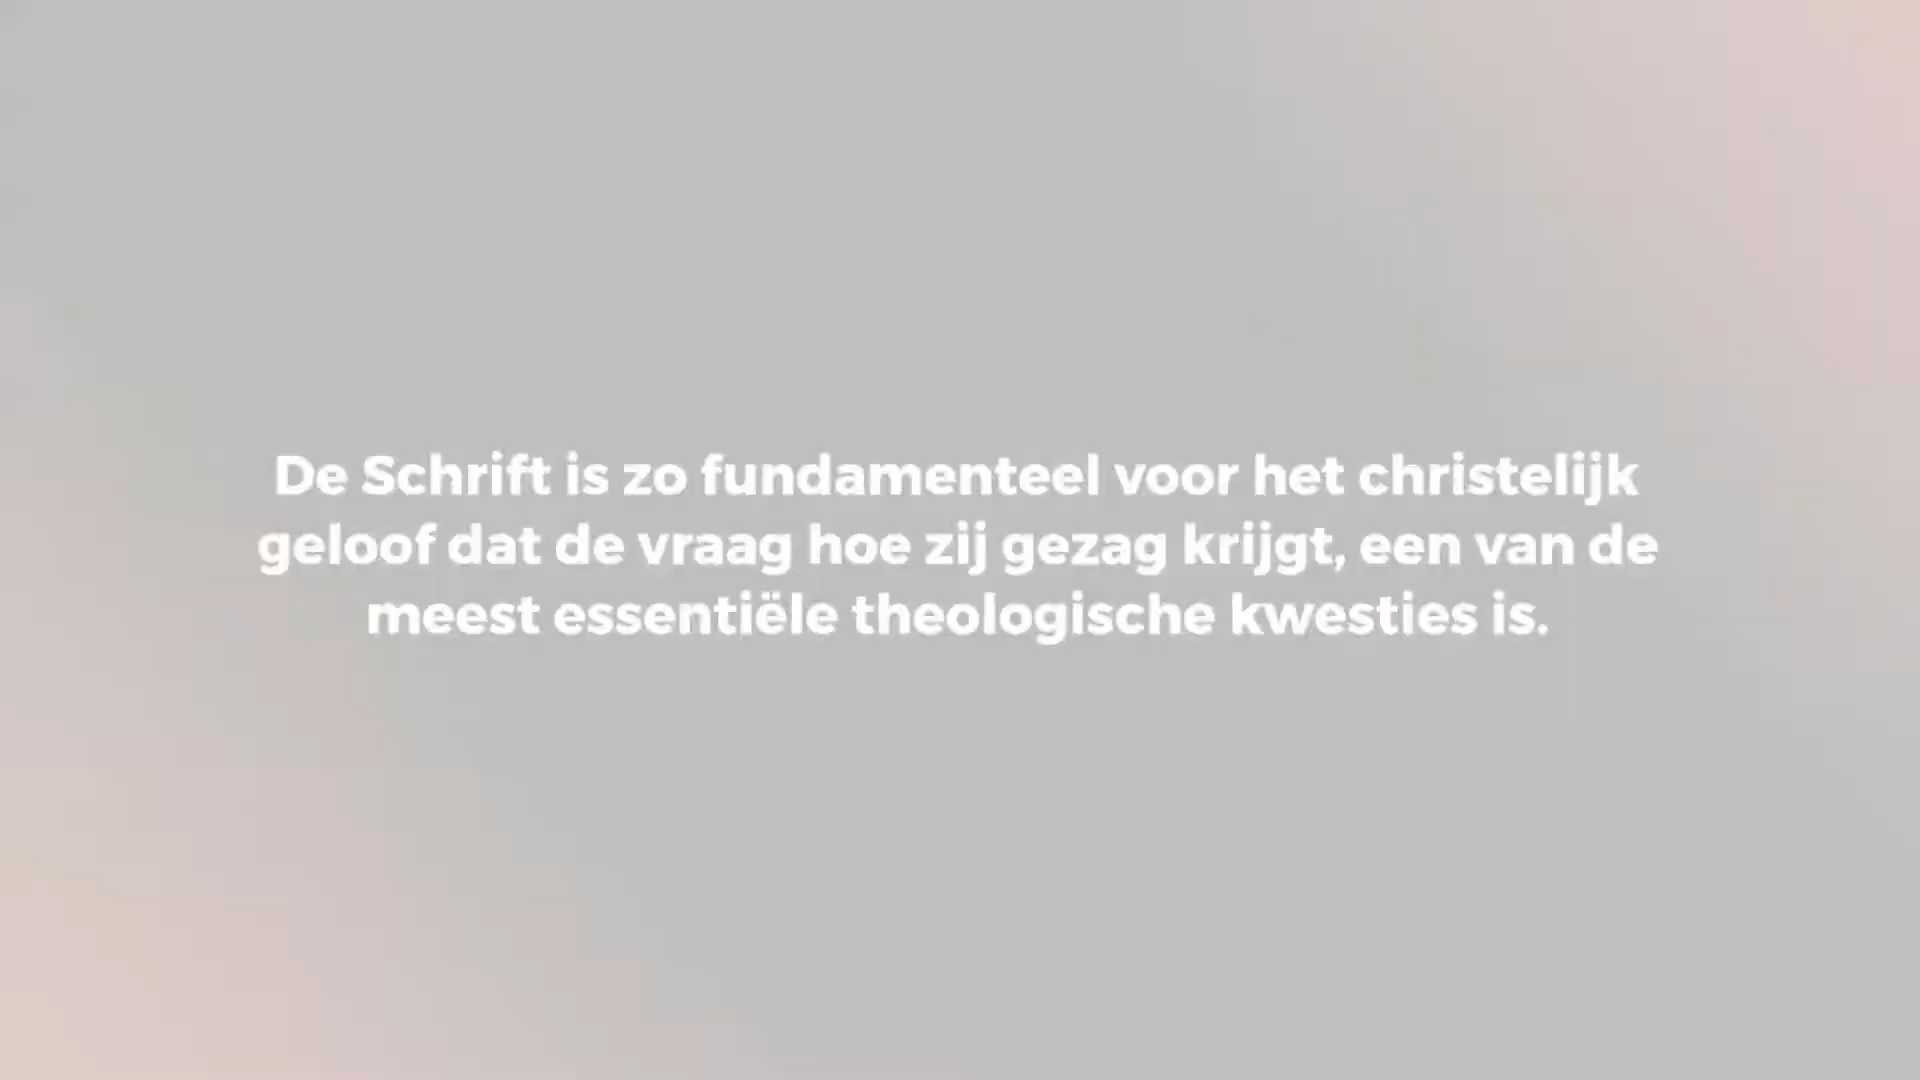 De Schrift is zo fundamenteel voor het christelijk
geloof dat de vraag hoe zij gezag krijgt, een van de
meest essentiële theologische kwesties is.